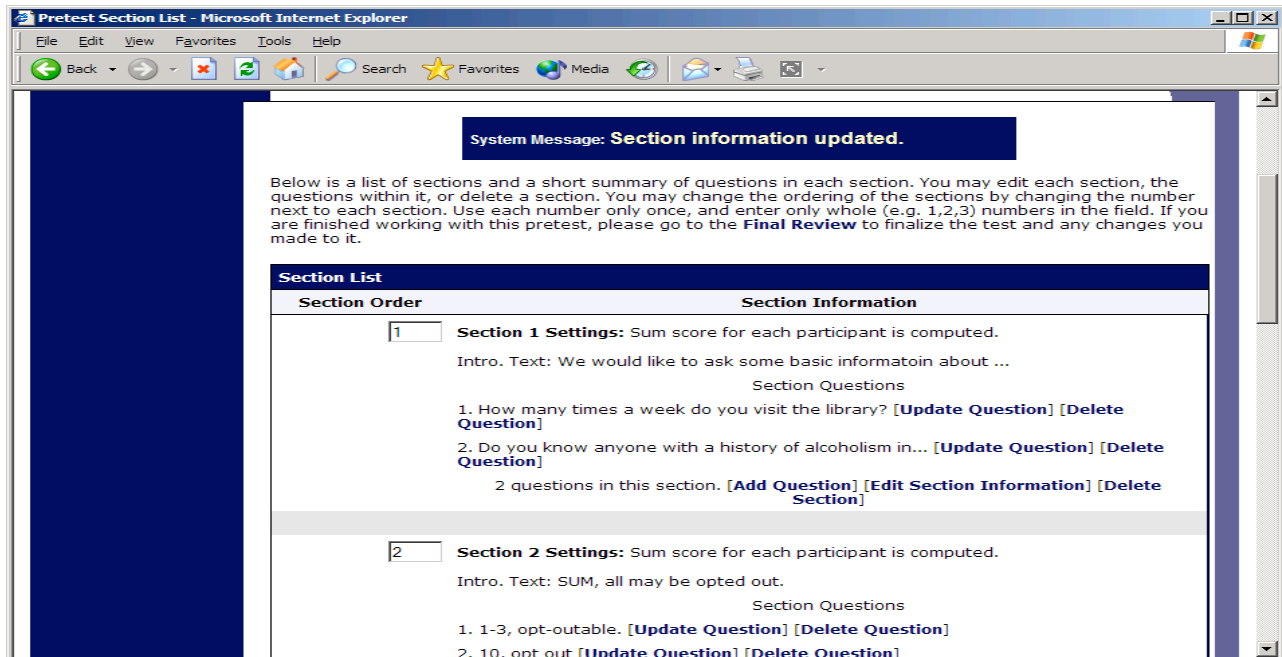 Pretest Section List - Microsoft Internet Explorer
File Edit View Favorites Tools Help
Back Search Favorites Media
System Message: Section information updated.
Below is a list of sections and a short summary of questions in each section. You may edit each section, the
questions within it, or delete a section. You may change the ordering of the sections by changing the number
next to each section. Use each number only once, and enter only whole (e.g. 1,2,3) numbers in the field. If you
are finished working with this pretest, please go to the Final Review to finalize the test and any changes you
made to it.
Section List
Section Order Section Information
1 Section 1 Settings: Sum score for each participant is computed.
Intro. Text: We would like to ask some basic informatoin about ...
Section Questions
1. How many times a week do you visit the library? [Update Question] [Delete
Question]
2. Do you know anyone with a history of alcoholism in... [Update Question] [Delete
Question]
2 questions in this section. [Add Question] [Edit Section Information] [Delete
Section]
2 Section 2 Settings: Sum score for each participant is computed.
Intro. Text: SUM, all may be opted out.
Section Questions
1. 1-3, opt-outable. [Update Question] [Delete Question]
2. 10, opt out [Update Question] [Delete Question]